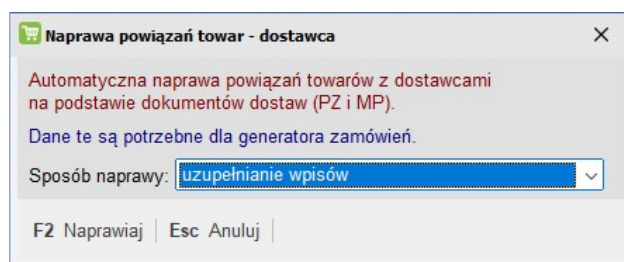 Naprawa powiązań towar - dostawca
Automatyczna naprawa powiązań towarów z dostawcami
na podstawie dokumentów dostaw (PZ i MP).
Dane te są potrzebne dla generatora zamówień.
Sposób naprawy: uzupełnianie wpisów
F2 Naprawiaj Esc Anuluj